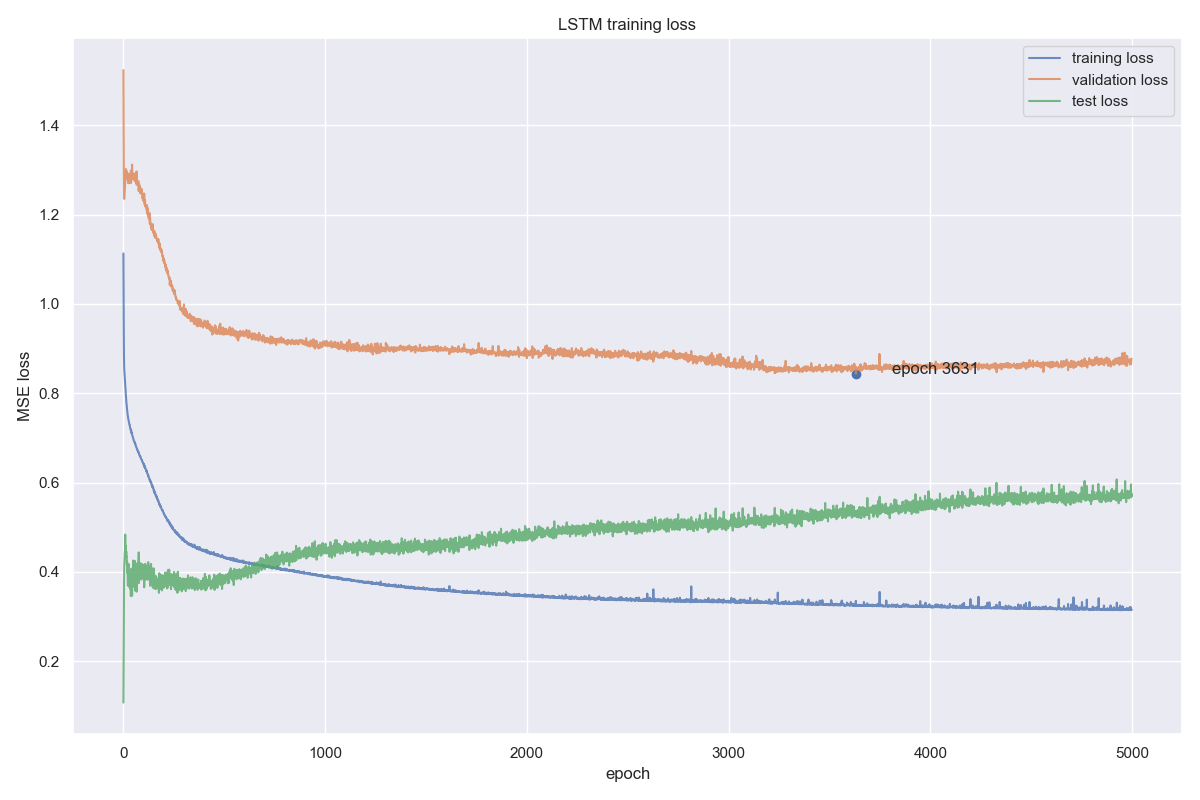 LSTM training loss
training loss
validation loss
test loss
MSE loss
1.4
1.2
1.0
0.8
0.6
0.4
0.2
epoch 3631
0
1000
2000
3000
4000
5000
epoch